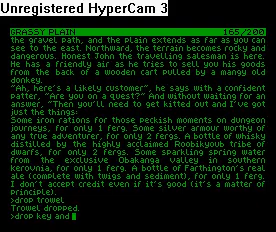 Unregistered HyperCam 3
GRASSY PLAIN 165/200
the gravel path, and the plain extends as far as you can
see to the east. Northward, the terrain becomes rocky and
dangerous. Honest John the travelling salesman is here.
He has a friendly air as he tries to sell you his goods
from the back of a wooden cart pulled by a mangy old
donkey.
"Ah, here's a likely customer", he says with a confident
patter, "Are you on a quest?" And without waiting for an
answer, "Then you'll need to get kitted out and I've got
just the things:
Some iron rations for those peckish moments on dungeon
journeys, for only 1 ferg. Some silver armour worthy of
any true adventurer, for only 2 fergs. A bottle of whisky
distilled by the highly acclaimed Roobikyoub tribe of
dwarfs, for only 2 fergs. Some sparkling spring water
from the exclusive Obakanga valley in southern
kerovnia, for only 1 ferg. A bottle of Farthington's real
ale (complete with twigs and sediment), for only 1 ferg.
I don't accept credit even if it's good (it's a matter of
principle).
>drop trowel
Trowel dropped.
>drop key and